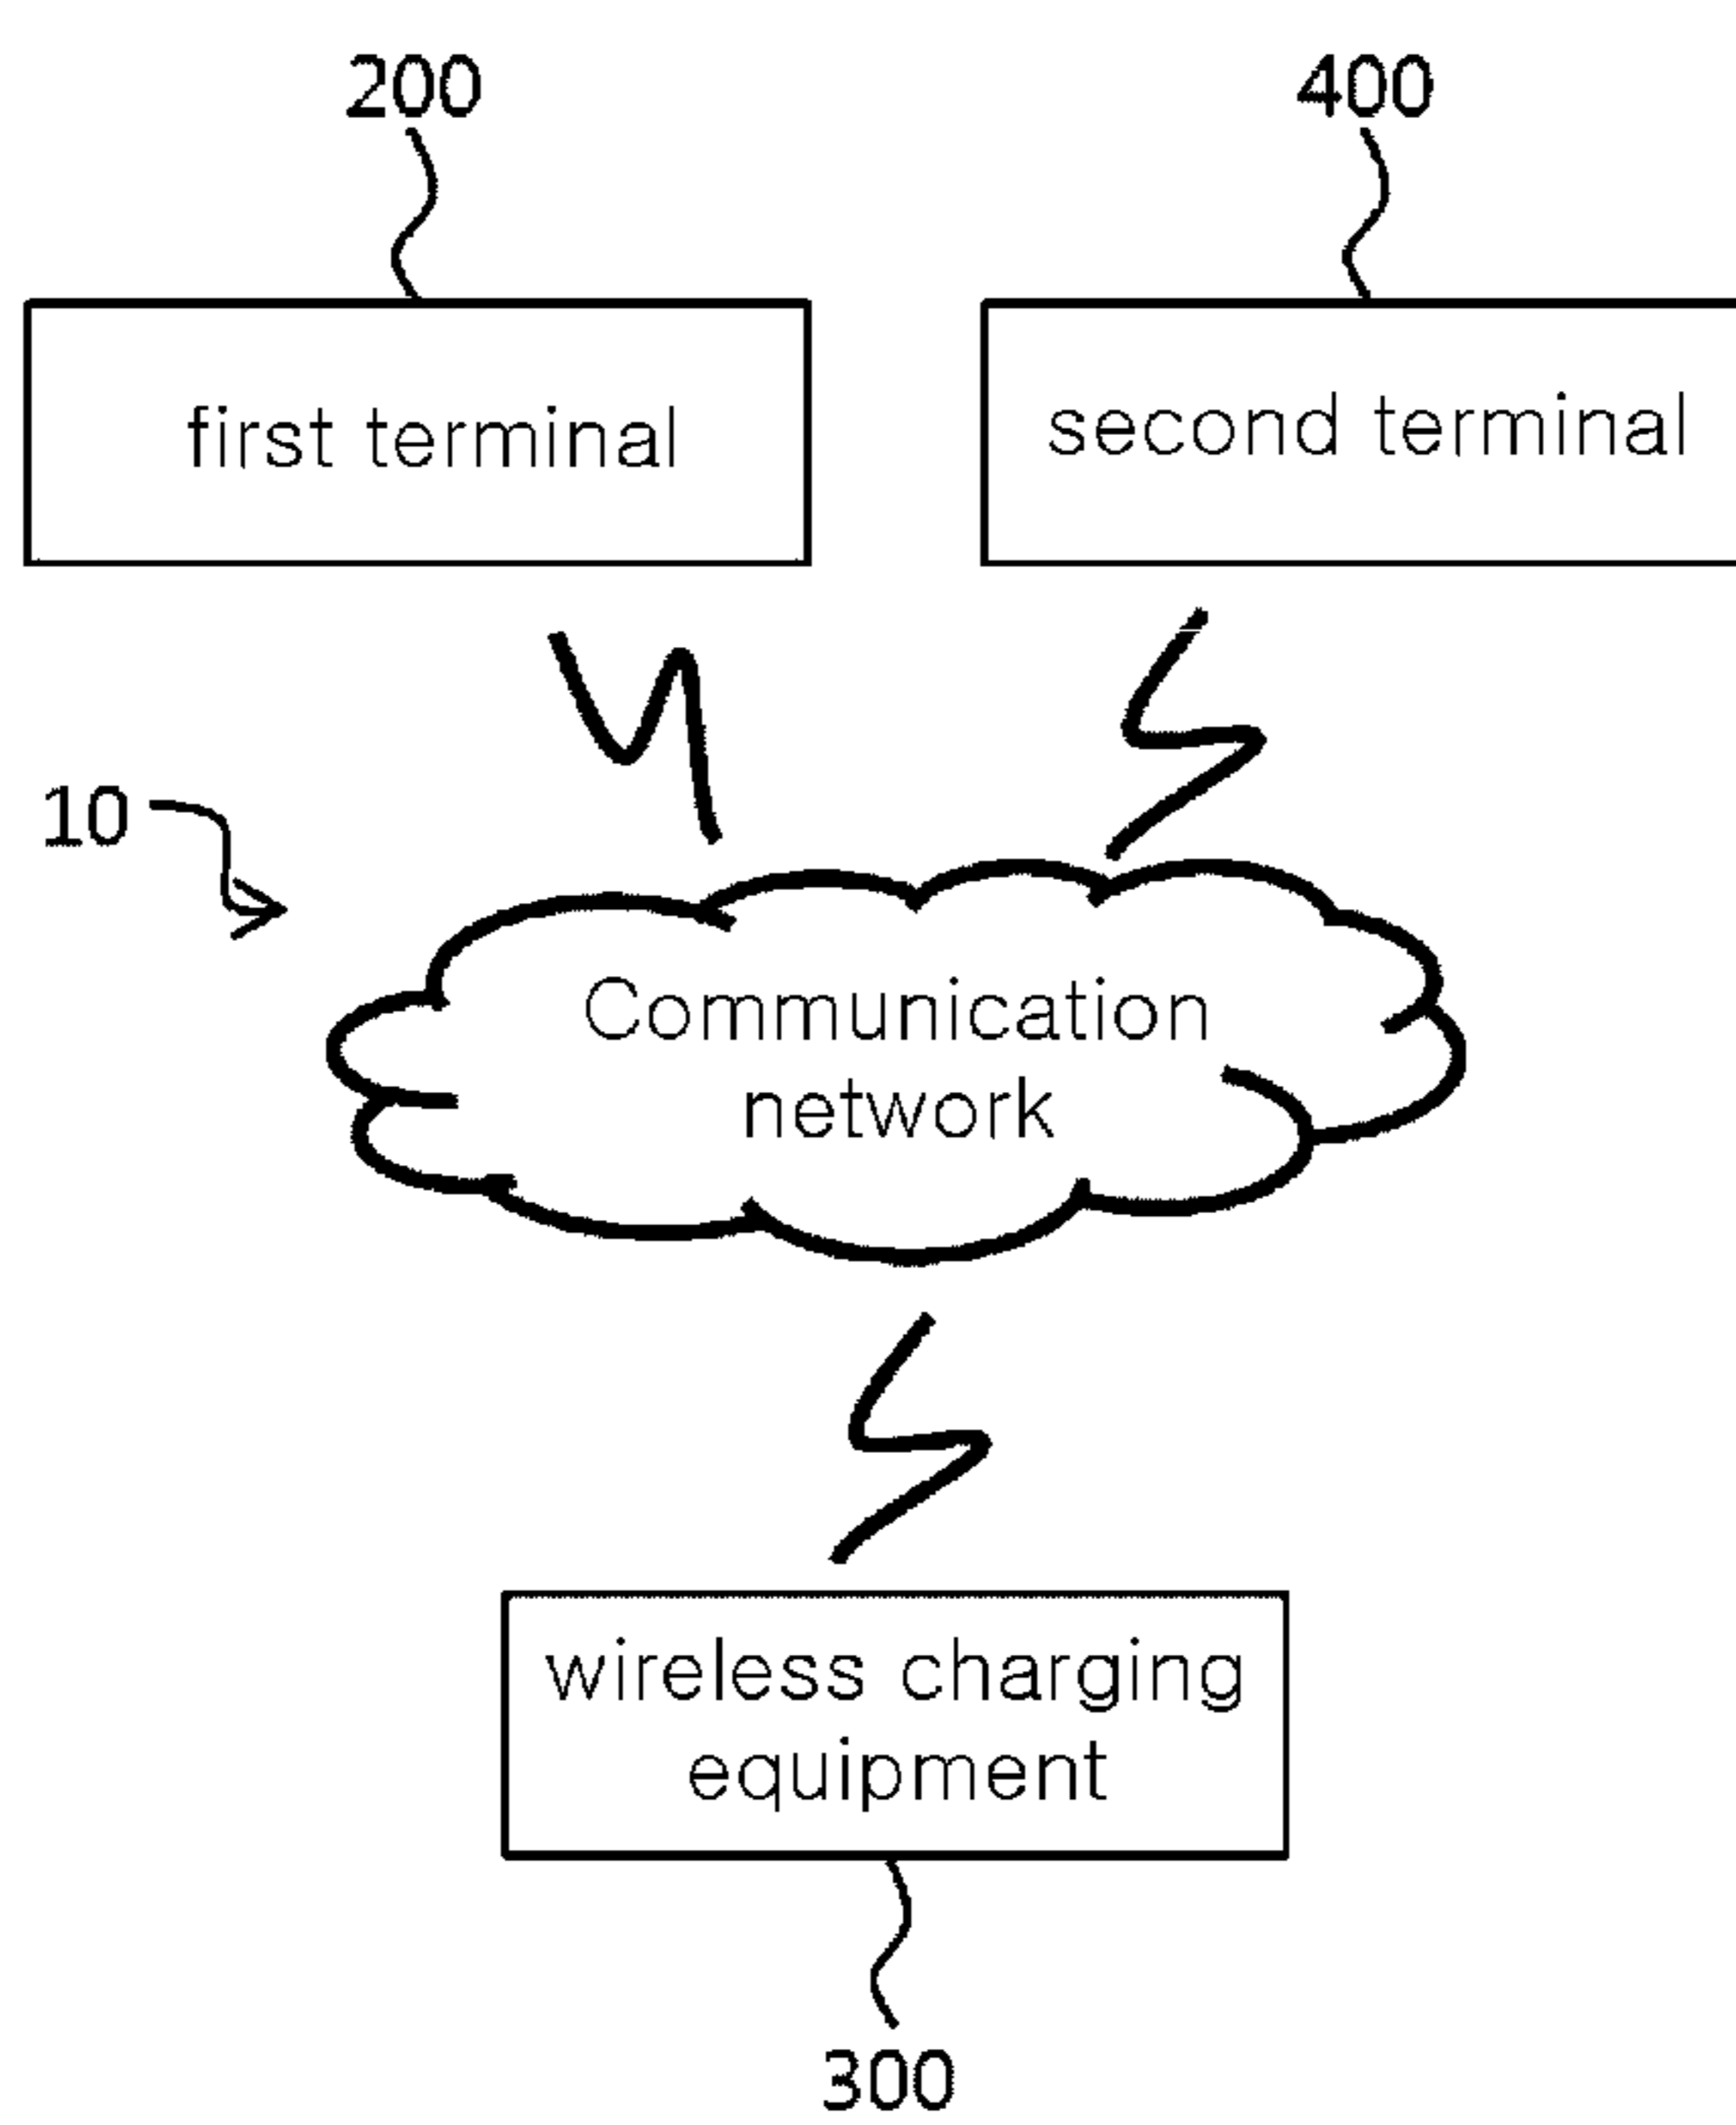 200
400
first terminal
second terminal
10
Communication
network
wireless charging
equipment
300